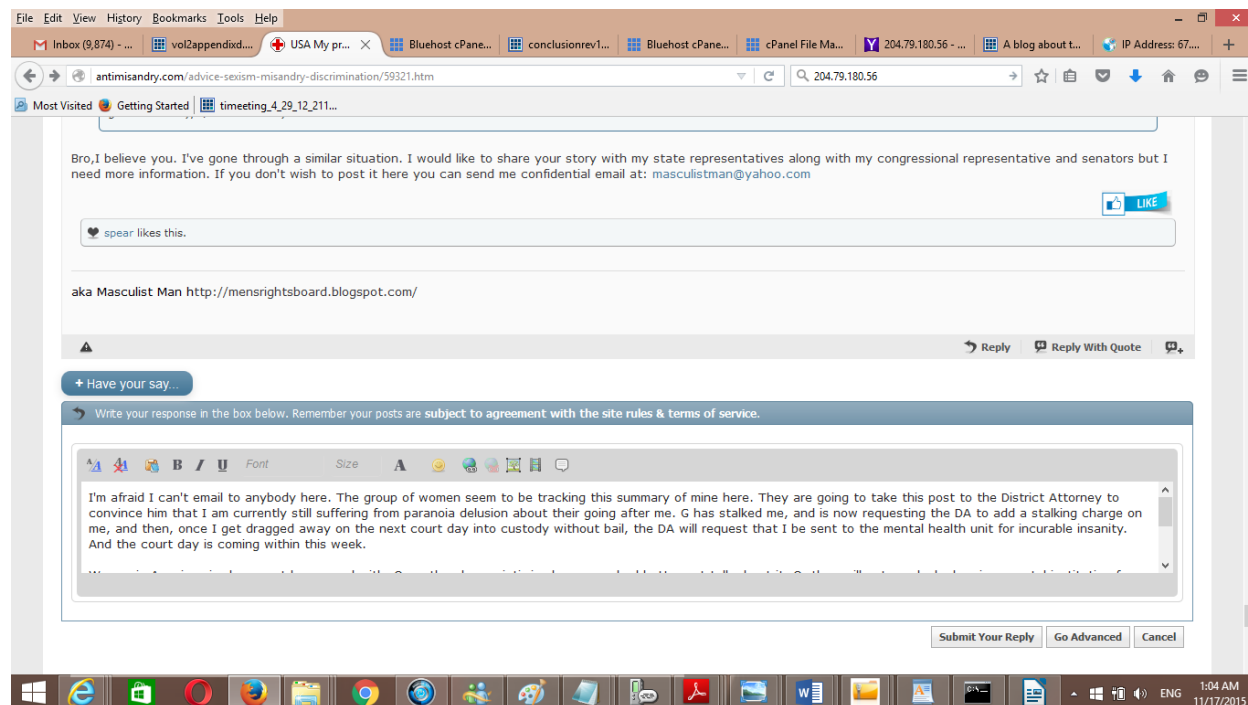 File Edit View History Bookmarks Tools Help
Inbox (9,874) - ... vol2appendixd.... USA My pr... Bluehost cPane... conclusionrev1... Bluehost cPane... cPanel File Ma... 204.79.180.56 - ... A blog about t... IP Address: 67....
antimisandry.com/advice-sexism-misandry-discrimination/59321.htm 204.79.180.56
Most Visited Getting Started timeeting_4_29_12_211...
Bro,I believe you. I've gone through a similar situation. I would like to share your story with my state representatives along with my congressional representative and senators but I
need more information. If you don't wish to post it here you can send me confidential email at: masculistman@yahoo.com
LIKE
spear likes this.
aka Masculist Man http://mensrightsboard.blogspot.com/
Reply Reply With Quote
+ Have your say...
Write your response in the box below. Remember your posts are subject to agreement with the site rules & terms of service.
B I U Font Size A
I'm afraid I can't email to anybody here. The group of women seem to be tracking this summary of mine here. They are going to take this post to the District Attorney to
convince him that I am currently still suffering from paranoia delusion about their going after me. G has stalked me, and is now requesting the DA to add a stalking charge on
me, and then, once I get dragged away on the next court day into custody without bail, the DA will request that I be sent to the mental health unit for incurable insanity.
And the court day is coming within this week.
Submit Your Reply Go Advanced Cancel
ENG 1:04 AM
11/17/2015